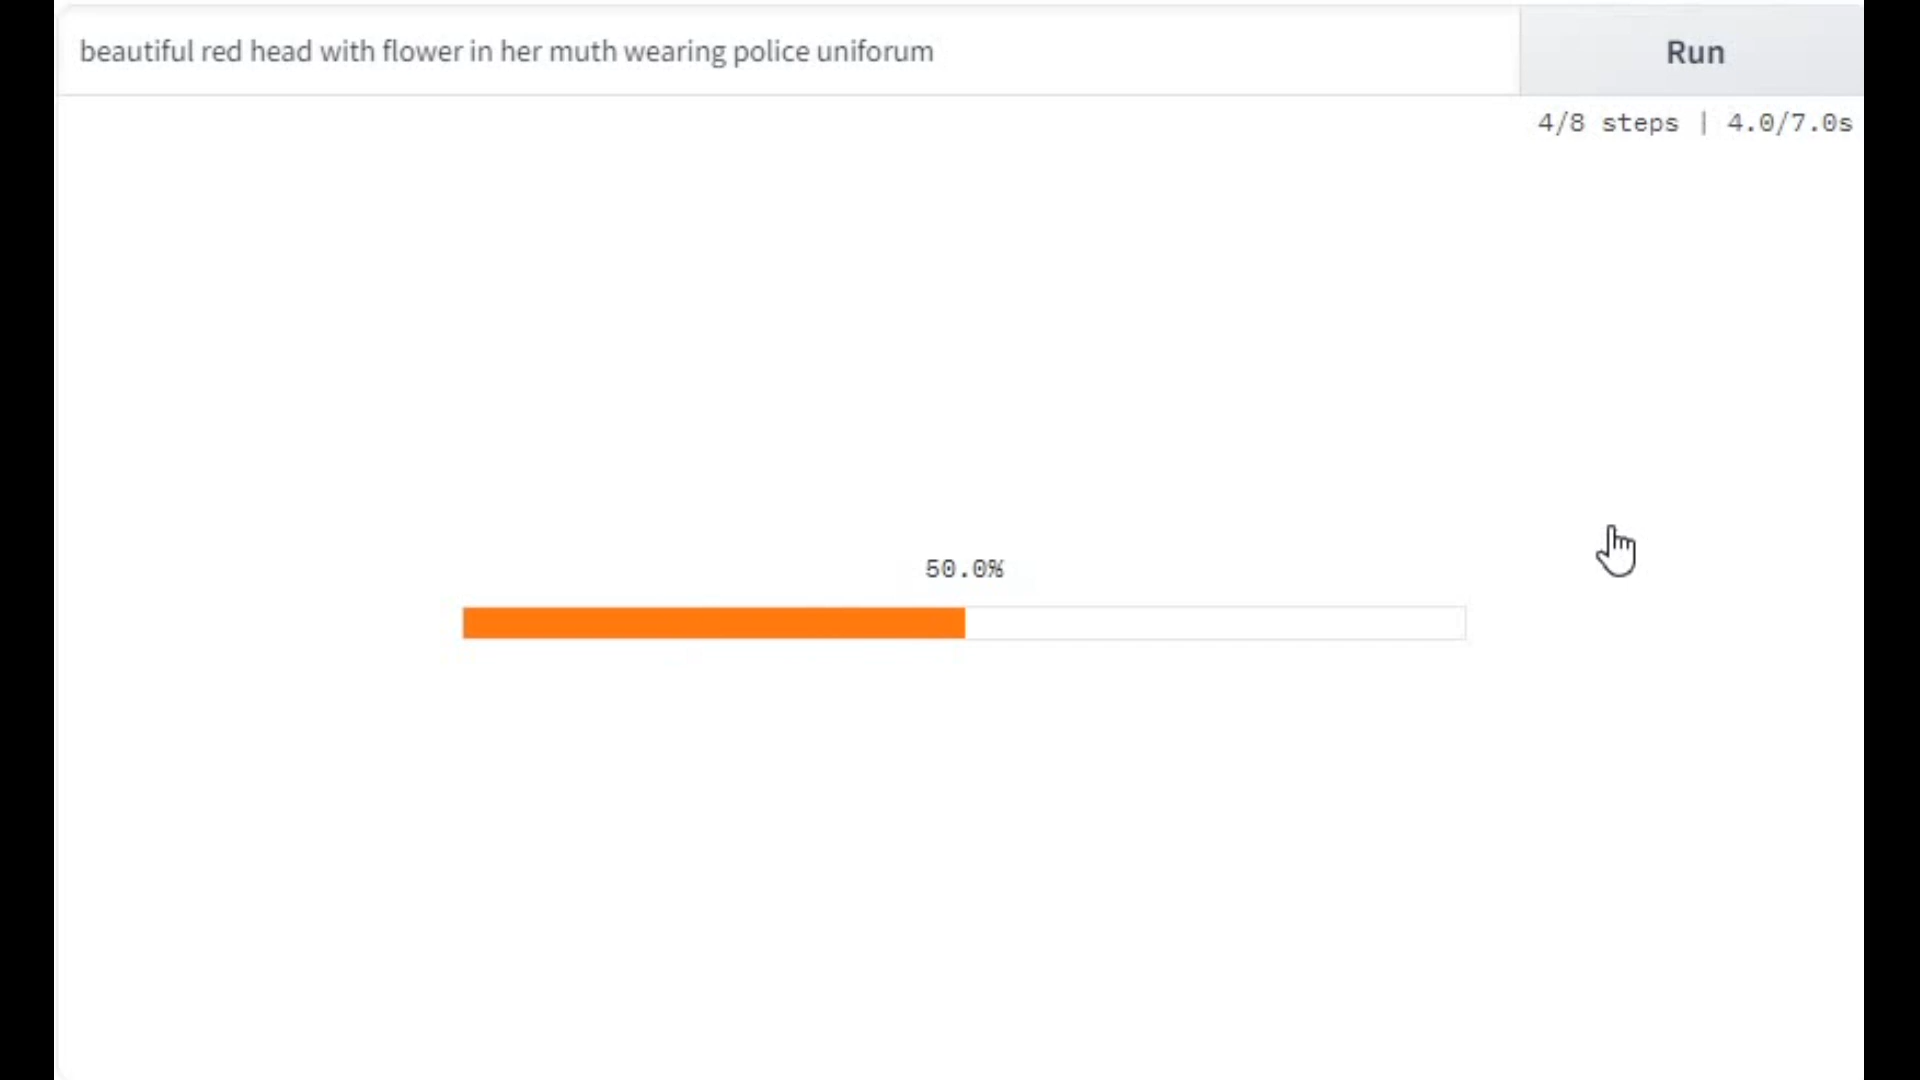 beautiful red head with flower in her muth wearing police uniforum
Run
4/8 steps | 4.0/7.0s
50.0%